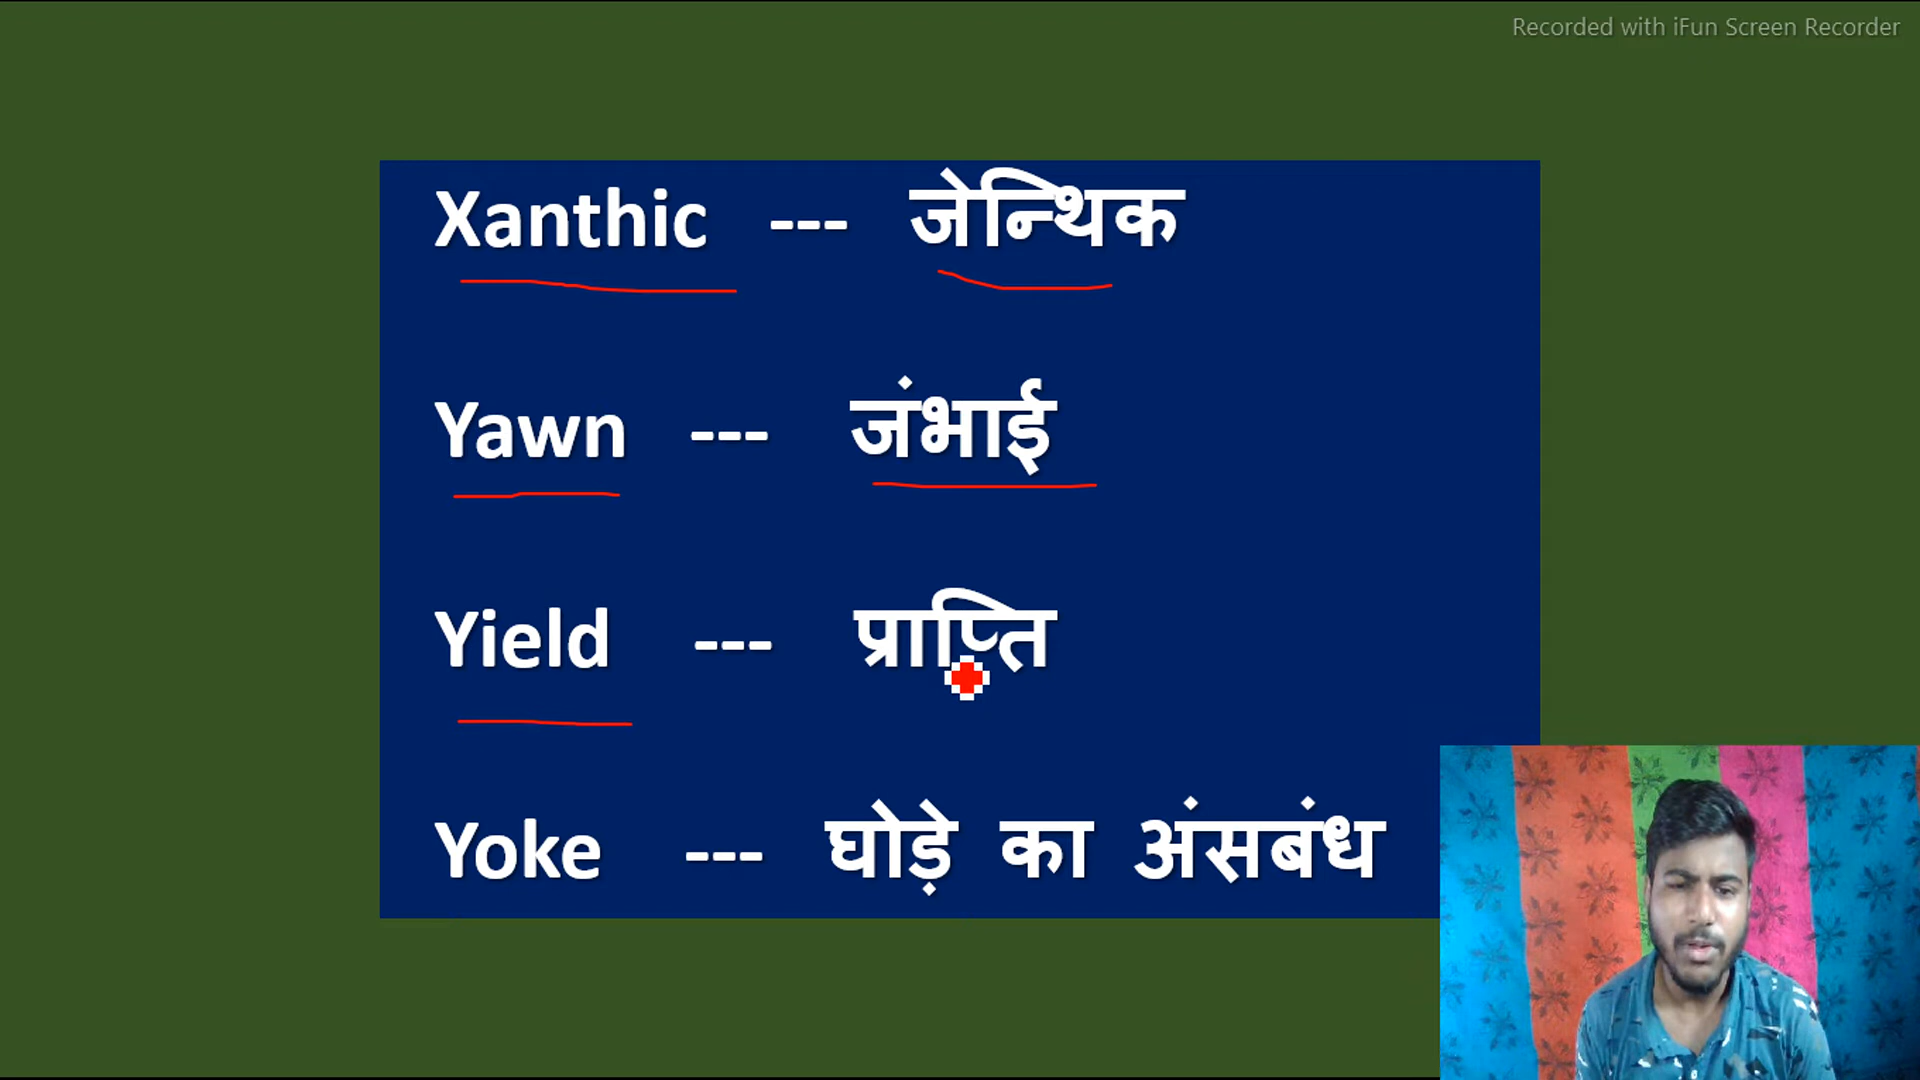 Recorded with iFun Screen Recorder
Xanthic --- जेन्थिक
Yawn --- जंभाई
Yield --- प्राप्ति
Yoke --- घोड़े का अंसबंध